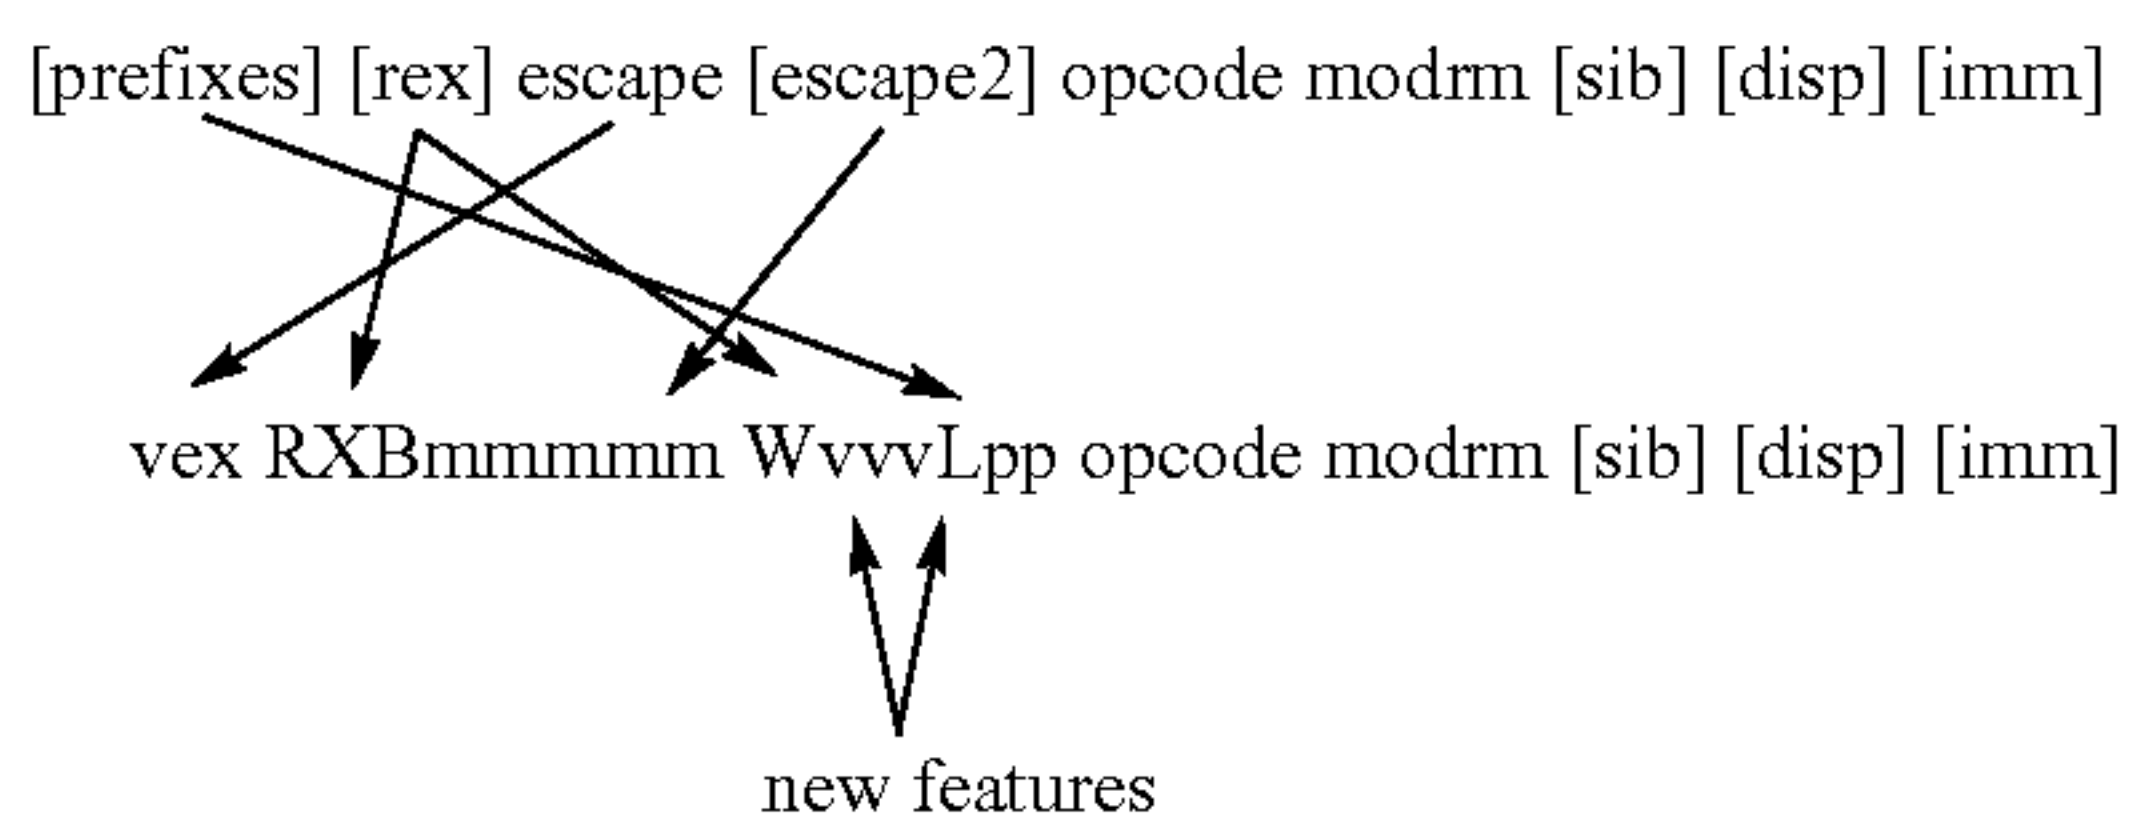 [prefixes] [rex] escape [escape2] opcode modrm [sib] [disp] [imm]
vex RXBmmmmm WvvvLpp opcode modrm [sib] [disp] [imm]
new features